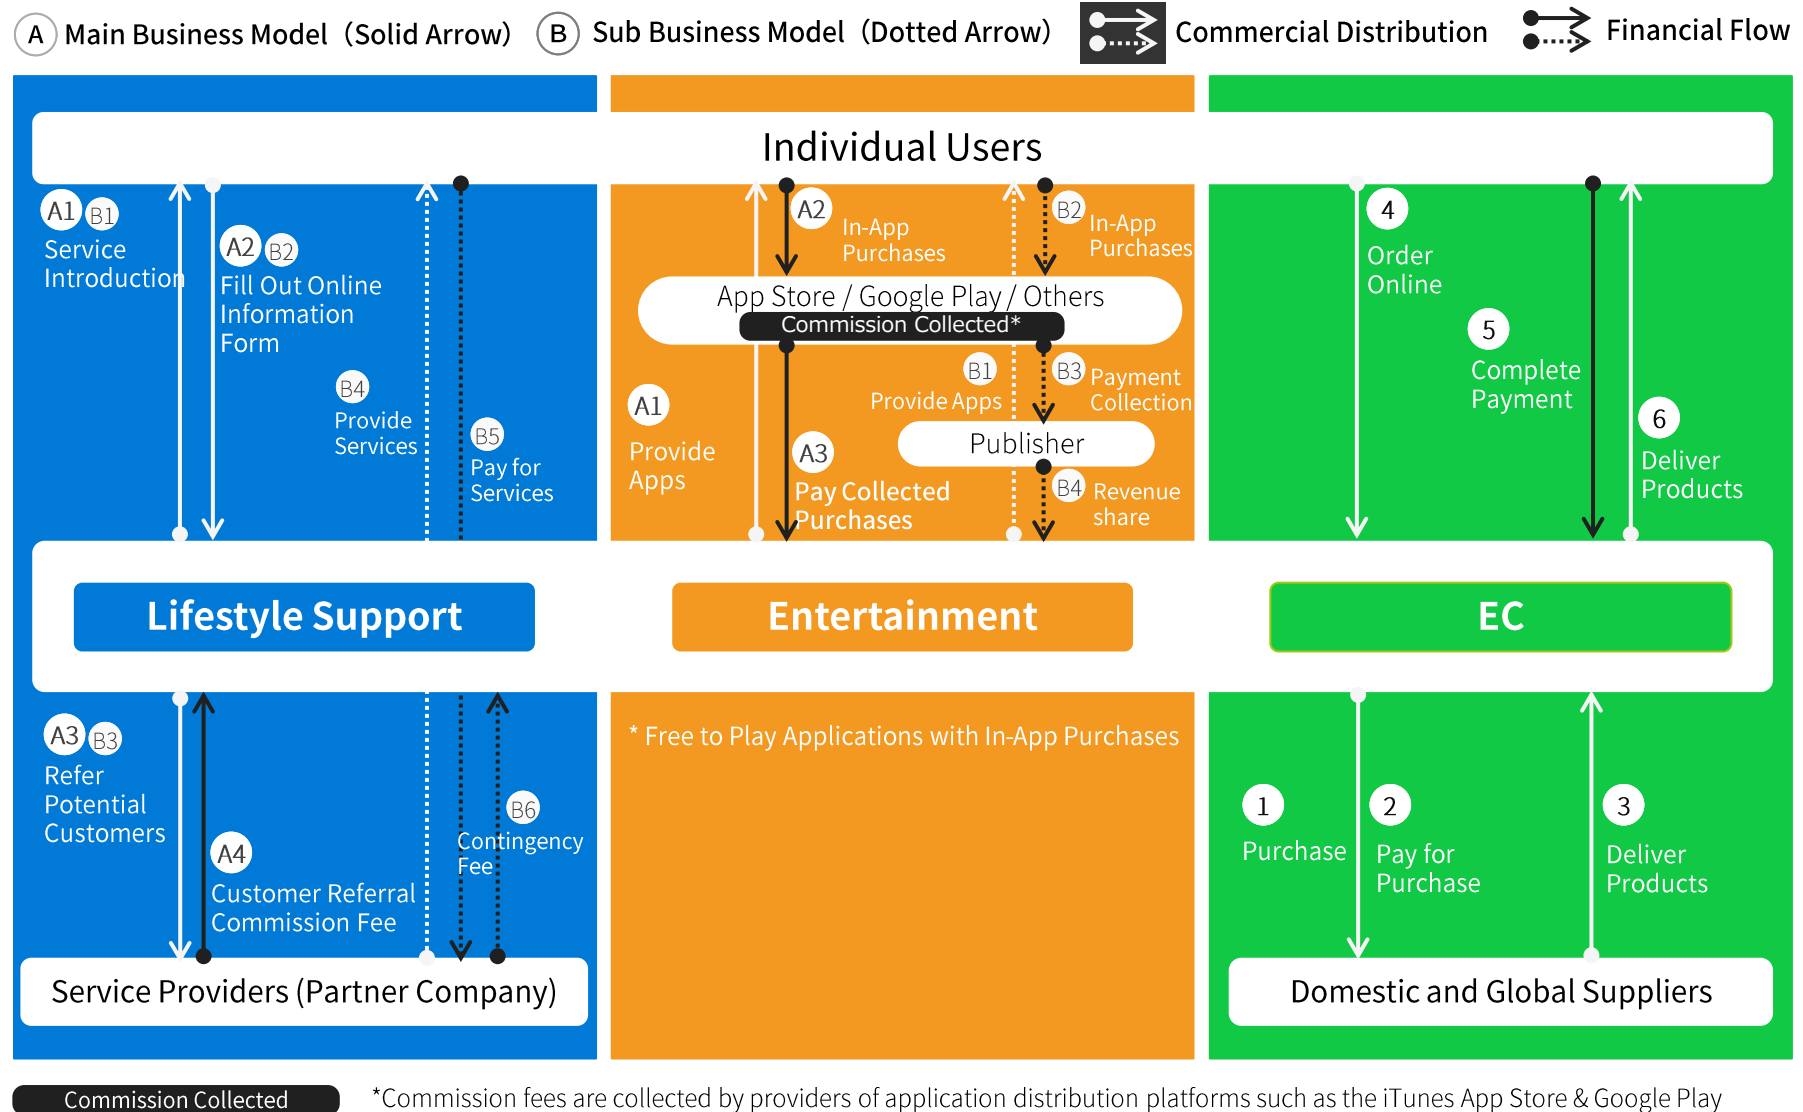 A Main Business Model（Solid Arrow）
B Sub Business Model（Dotted Arrow）
Commercial Distribution
Financial Flow
Individual Users
A1 B1
Service
Introduction
A2 B2
Fill Out Online
Information
Form
B4
Provide
Services
B5
Pay for
Services
A2
In-App
Purchases
B2
In-App
Purchases
App Store / Google Play / Others
Commission Collected*
A1
Provide
Apps
B1
Provide Apps
B3
Payment
Collection
Publisher
A3
Pay Collected
Purchases
B4
Revenue
share
4
Order
Online
5
Complete
Payment
6
Deliver
Products
Lifestyle Support
Entertainment
EC
A3 B3
Refer
Potential
Customers
A4
Customer Referral
Commission Fee
B6
Contingency
Fee
* Free to Play Applications with In-App Purchases
1
Purchase
2
Pay for
Purchase
3
Deliver
Products
Service Providers (Partner Company)
Domestic and Global Suppliers
Commission Collected
*Commission fees are collected by providers of application distribution platforms such as the iTunes App Store & Google Play